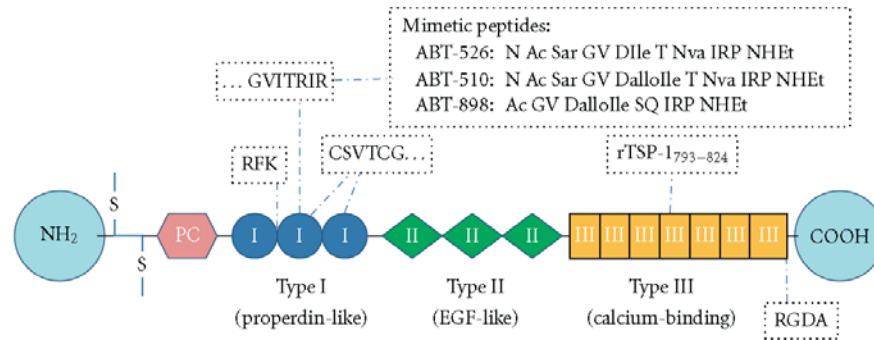 Mimetic peptides:
ABT-526: N Ac Sar GV DIle T Nva IRP NHEt
ABT-510: N Ac Sar GV DalloIle T Nva IRP NHEt
ABT-898: Ac GV DalloIle SQ IRP NHEt
... GVITRIR
RFK
CSVTCG...
rTSP-1793–824
S
NH2
PC
I
I
I
II
II
II
III
III
III
III
III
III
III
COOH
S
Type I
(properdin-like)
Type II
(EGF-like)
Type III
(calcium-binding)
RGDA